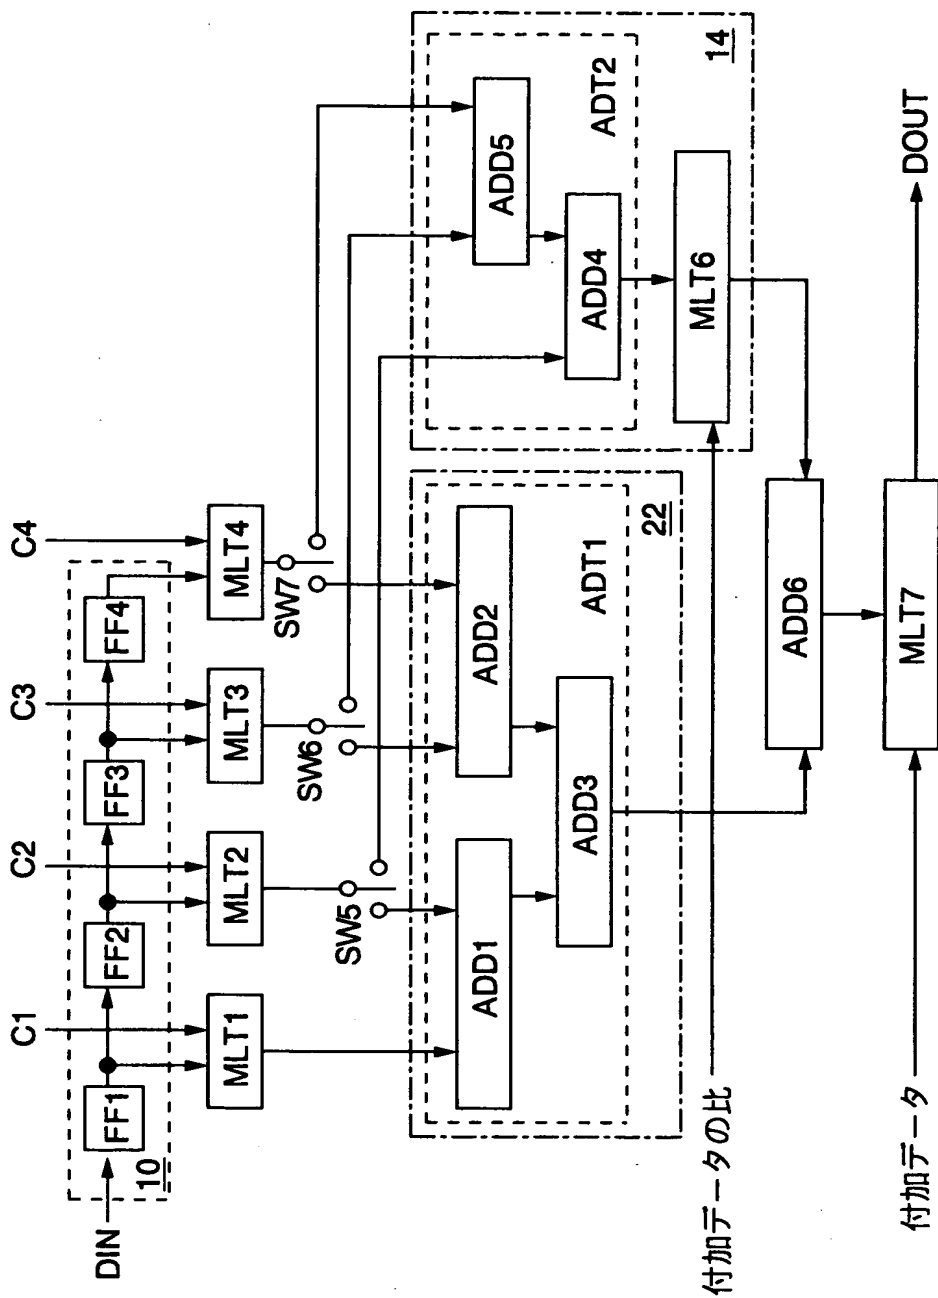 C1
C2
C3
C4
DIN
FF1
FF2
FF3
FF4
10
MLT1
MLT2
MLT3
MLT4
SW5
SW6
SW7
ADD1
ADD2
ADD3
ADT1
22
ADD5
ADD4
ADT2
MLT6
14
付加データの比
ADD6
付加データ
MLT7
DOUT